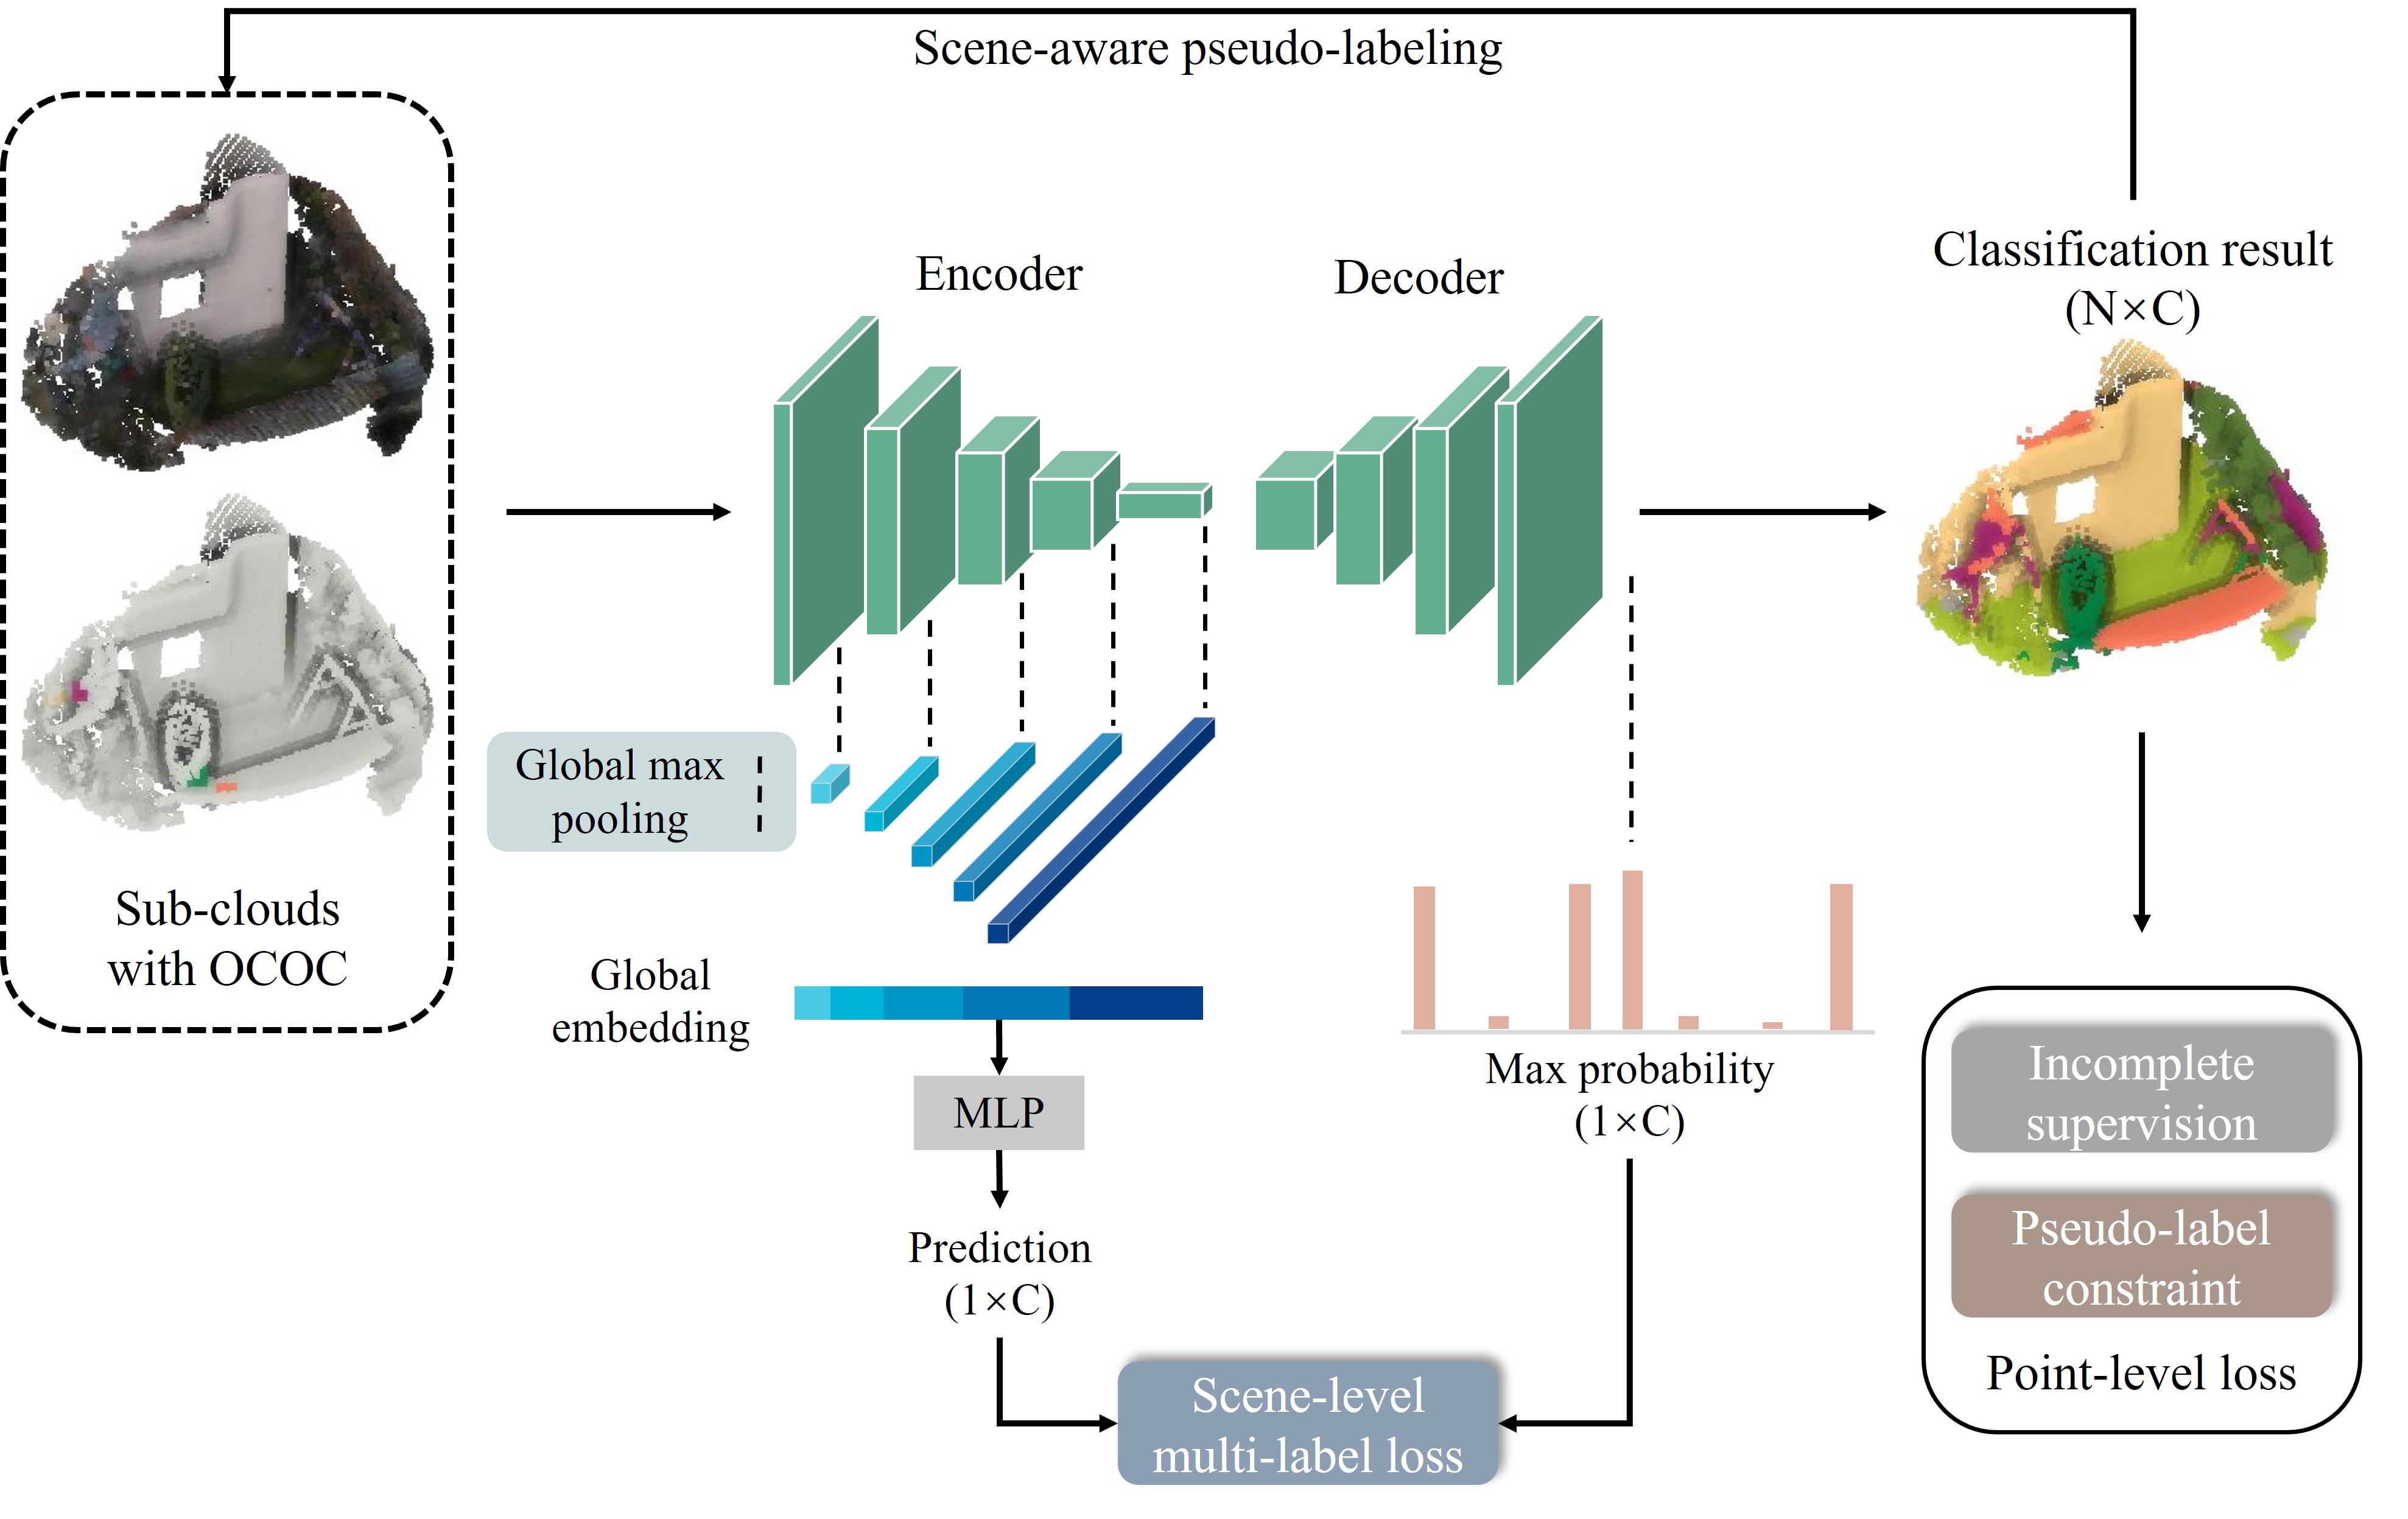 Scene-aware pseudo-labeling
Sub-clouds
with OCOC
Encoder
Decoder
Classification result
(N×C)
Global max
pooling
Global
embedding
MLP
Prediction
(1×C)
Max probability
(1×C)
Scene-level
multi-label loss
Incomplete
supervision
Pseudo-label
constraint
Point-level loss